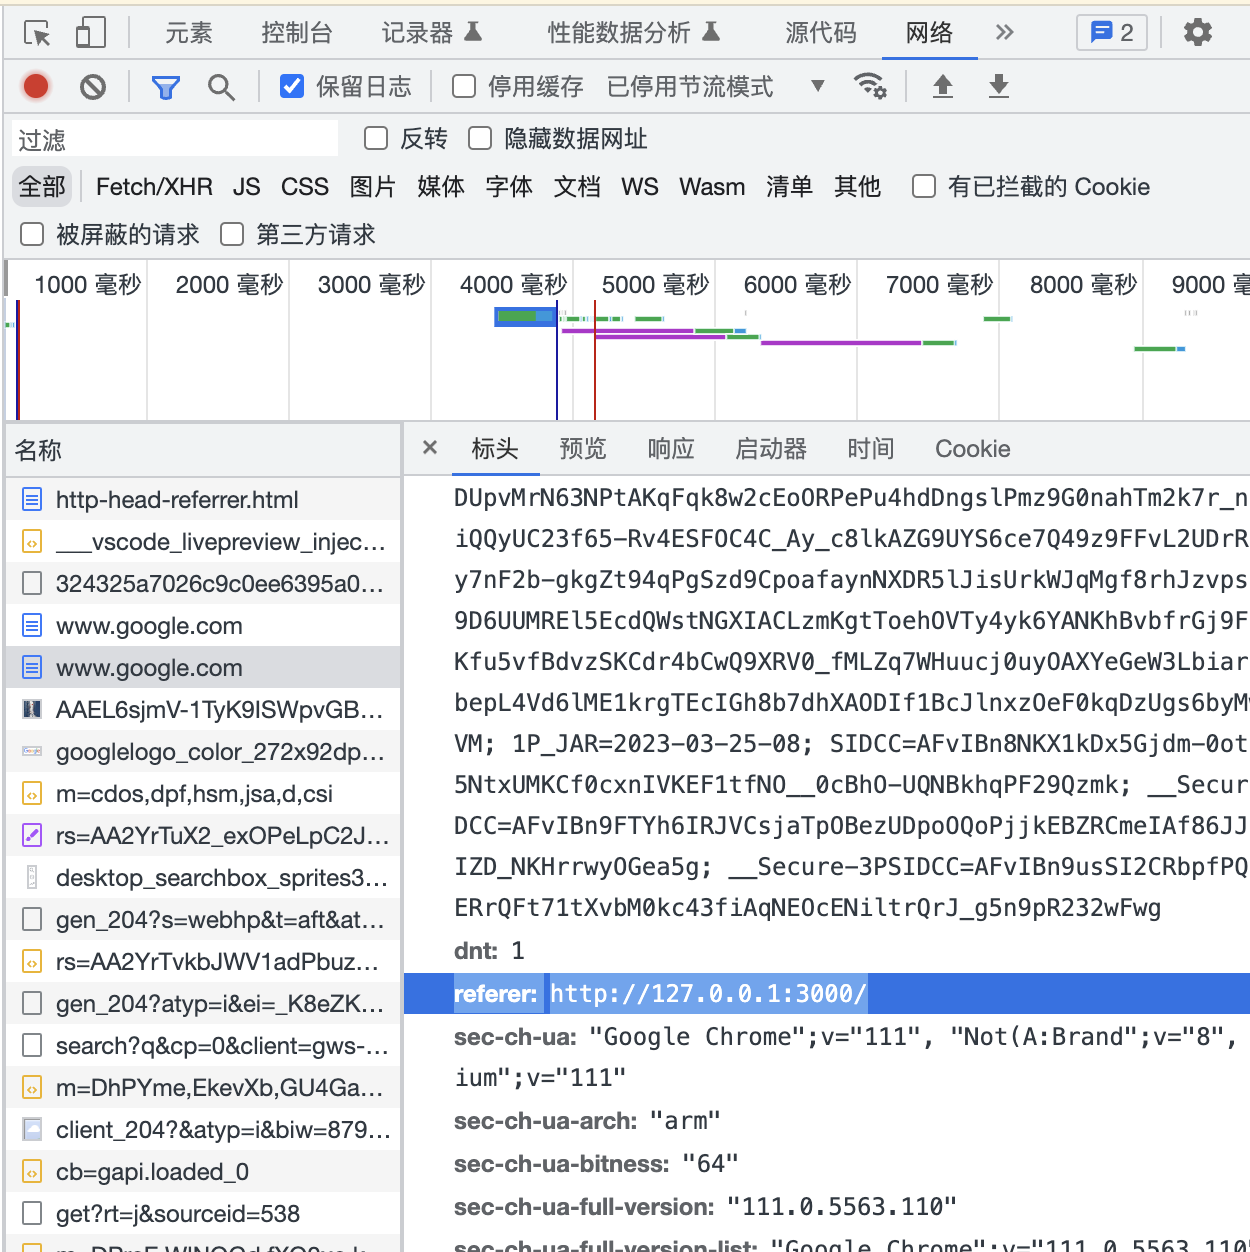 元素 控制台 记录器 性能数据分析 源代码 网络 2
保留日志 停用缓存 已停用节流模式
过滤 反转 隐藏数据网址
全部 Fetch/XHR JS CSS 图片 媒体 字体 文档 WS Wasm 清单 其他 有已拦截的 Cookie
被屏蔽的请求 第三方请求
1000 毫秒 2000 毫秒 3000 毫秒 4000 毫秒 5000 毫秒 6000 毫秒 7000 毫秒 8000 毫秒 9000
名称
http-head-referrer.html
___vscode_livepreview_injec...
324325a7026c9c0ee6395a0...
www.google.com
www.google.com
AAEL6sjmV-1TyK9ISWpvGB...
googlelogo_color_272x92dp...
m=cdos,dpf,hsm,jsa,d,csi
rs=AA2YrTuX2_exOPeLpC2J...
desktop_searchbox_sprites3...
gen_204?s=webhp&t=aft&at...
rs=AA2YrTvkbJWV1adPbuz...
gen_204?atyp=i&ei=_K8eZK...
search?q&cp=0&client=gws-...
m=DhPYme,EkevXb,GU4Ga...
client_204?&atyp=i&biw=879...
cb=gapi.loaded_0
get?rt=j&sourceid=538
标头 预览 响应 启动器 时间 Cookie
DUpvMrN63NPtAKqFqk8w2cEoORPePu4hdDngslPmz9G0nahTm2k7r_n
iQQyUC23f65-Rv4ESFOC4C_Ay_c8lkAZG9UYS6ce7Q49z9FFvL2UDrR
y7nF2b-gkgZt94qPgSzd9CpoafaynNXDR5lJisUrkWJqMgf8rhJzvps
9D6UUMREl5EcdQWstNGXIACLzmKgtToehOVTy4yk6YANKhBvbfrGj9F
Kfu5vfBdvzSKCdr4bCwQ9XRV0_fMLZq7WHuucj0uyOAXYeGeW3Lbiar
bepL4Vd6lME1krgTEcIGh8b7dhXAODIf1BcJlnxzOeF0kqDzUgs6byM
VM; 1P_JAR=2023-03-25-08; SIDCC=AFvIBn8NKX1kDx5Gjdm-0ot
5NtxUMKCf0cxnIVKEF1tfNO__0cBhO-UQNBkhqPF29Qzmk; __Secur
DCC=AFvIBn9FTYh6IRJVCsjaTpOBezUDpoOQoPjjkEBZRCmeIAf86JJ
IZD_NKHrrwyOGea5g; __Secure-3PSIDCC=AFvIBn9usSI2CRbpfPQ
ERrQFt71tXvbM0kc43fiAqNEOcENiltrQrJ_g5n9pR232wFwg
dnt: 1
referer: http://127.0.0.1:3000/
sec-ch-ua: "Google Chrome";v="111", "Not(A:Brand";v="8",
ium";v="111"
sec-ch-ua-arch: "arm"
sec-ch-ua-bitness: "64"
sec-ch-ua-full-version: "111.0.5563.110"
sec-ch-ua-full-version-list: "Google Chrome";v="111.0.5563.110"